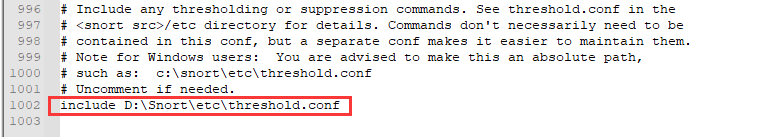 996 # Include any thresholding or suppression commands. See threshold.conf in the
997 # <snort src>/etc directory for details. Commands don't necessarily need to be
998 # contained in this conf, but a separate conf makes it easier to maintain them.
999 # Note for Windows users:  You are advised to make this an absolute path,
1000 # such as:  c:\snort\etc\threshold.conf
1001 # Uncomment if needed.
1002 include D:\Snort\etc\threshold.conf
1003